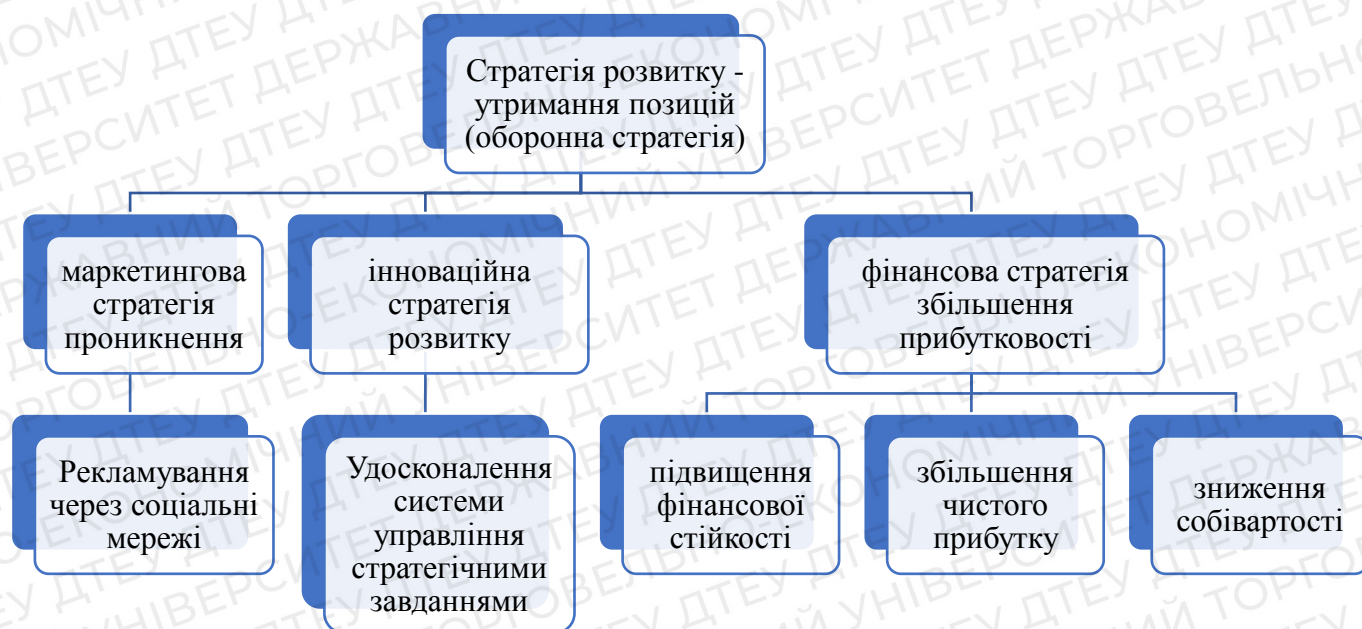 Стратегія розвитку -
утримання позицій
(оборонна стратегія)
маркетингова
стратегія
проникнення
інноваційна
стратегія
розвитку
фінансова стратегія
збільшення
прибутковості
Рекламування
через соціальні
мережі
Удосконалення
системи
управління
стратегічними
завданнями
підвищення
фінансової
стійкості
збільшення
чистого
прибутку
зниження
собівартості